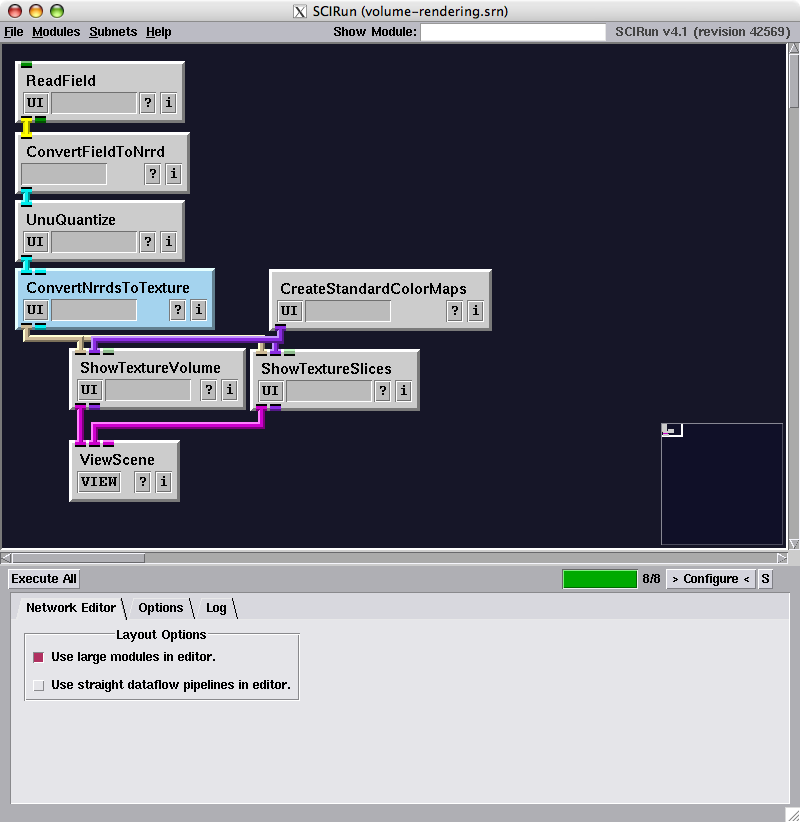 SCIRun (volume-rendering.srn)
File Modules Subnets Help Show Module: SCIRun v4.1 (revision 42569)
ReadField
UI ? i
ConvertFieldToNrrd
? i
UnuQuantize
UI ? i
ConvertNrrdsToTexture
UI ? i
CreateStandardColorMaps
UI ? i
ShowTextureVolume
UI ? i
ShowTextureSlices
UI ? i
ViewScene
VIEW ? i
Execute All 8/8 > Configure < S
Network Editor Options Log
Layout Options
Use large modules in editor.
Use straight dataflow pipelines in editor.